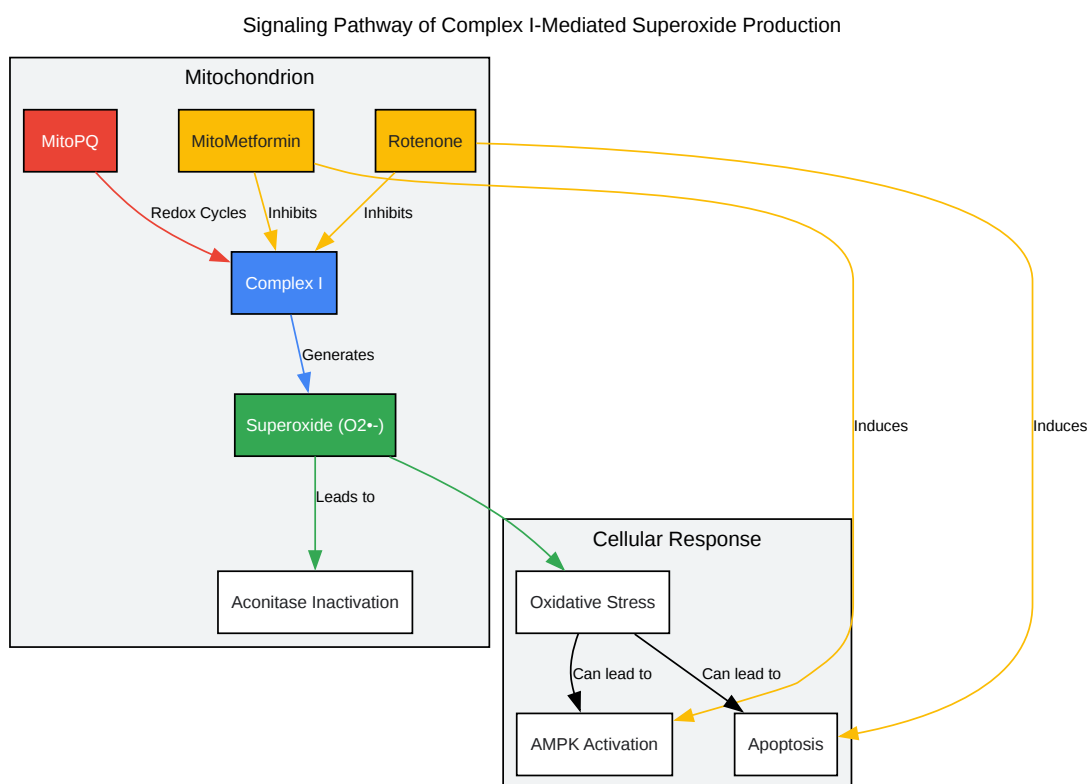 Signaling Pathway of Complex I-Mediated Superoxide Production
Mitochondrion
MitoPQ
MitoMetformin
Rotenone
Redox Cycles
Inhibits
Inhibits
Complex I
Generates
Superoxide (O2•-)
Induces
Induces
Leads to
Cellular Response
Aconitase Inactivation
Oxidative Stress
Can lead to
Can lead to
AMPK Activation
Apoptosis